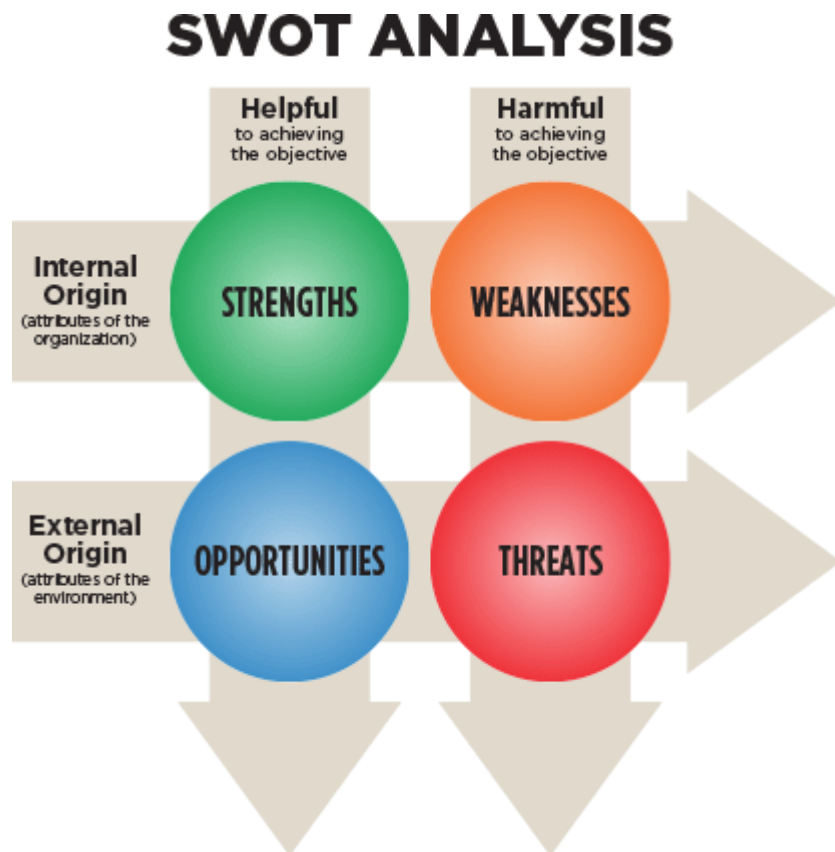 SWOT ANALYSIS
Helpful
to achieving
the objective
Harmful
to achieving
the objective
Internal
Origin
(attributes of the
organization)
STRENGTHS
WEAKNESSES
External
Origin
(attributes of the
environment)
OPPORTUNITIES
THREATS